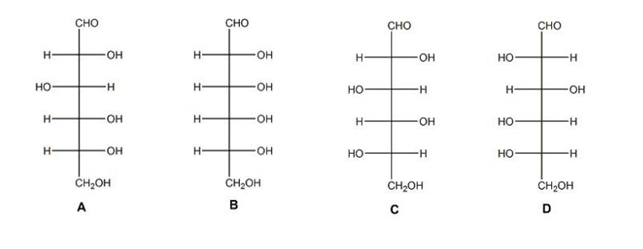 CHO CHO CHO CHO
H OH H OH H OH HO H
HO H H OH HO H H OH
H OH H OH H OH HO H
H OH H OH HO H HO H
CH₂OH CH₂OH CH₂OH CH₂OH
A B C D